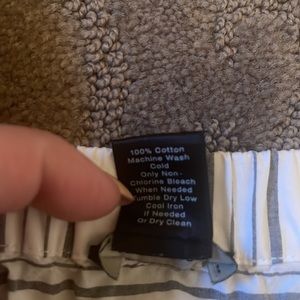 100% Cotton
Machine Wash
Cold
Only Non-
Chlorine Bleach
When Needed
Tumble Dry Low
Cool Iron
If Needed
Or Dry Clean